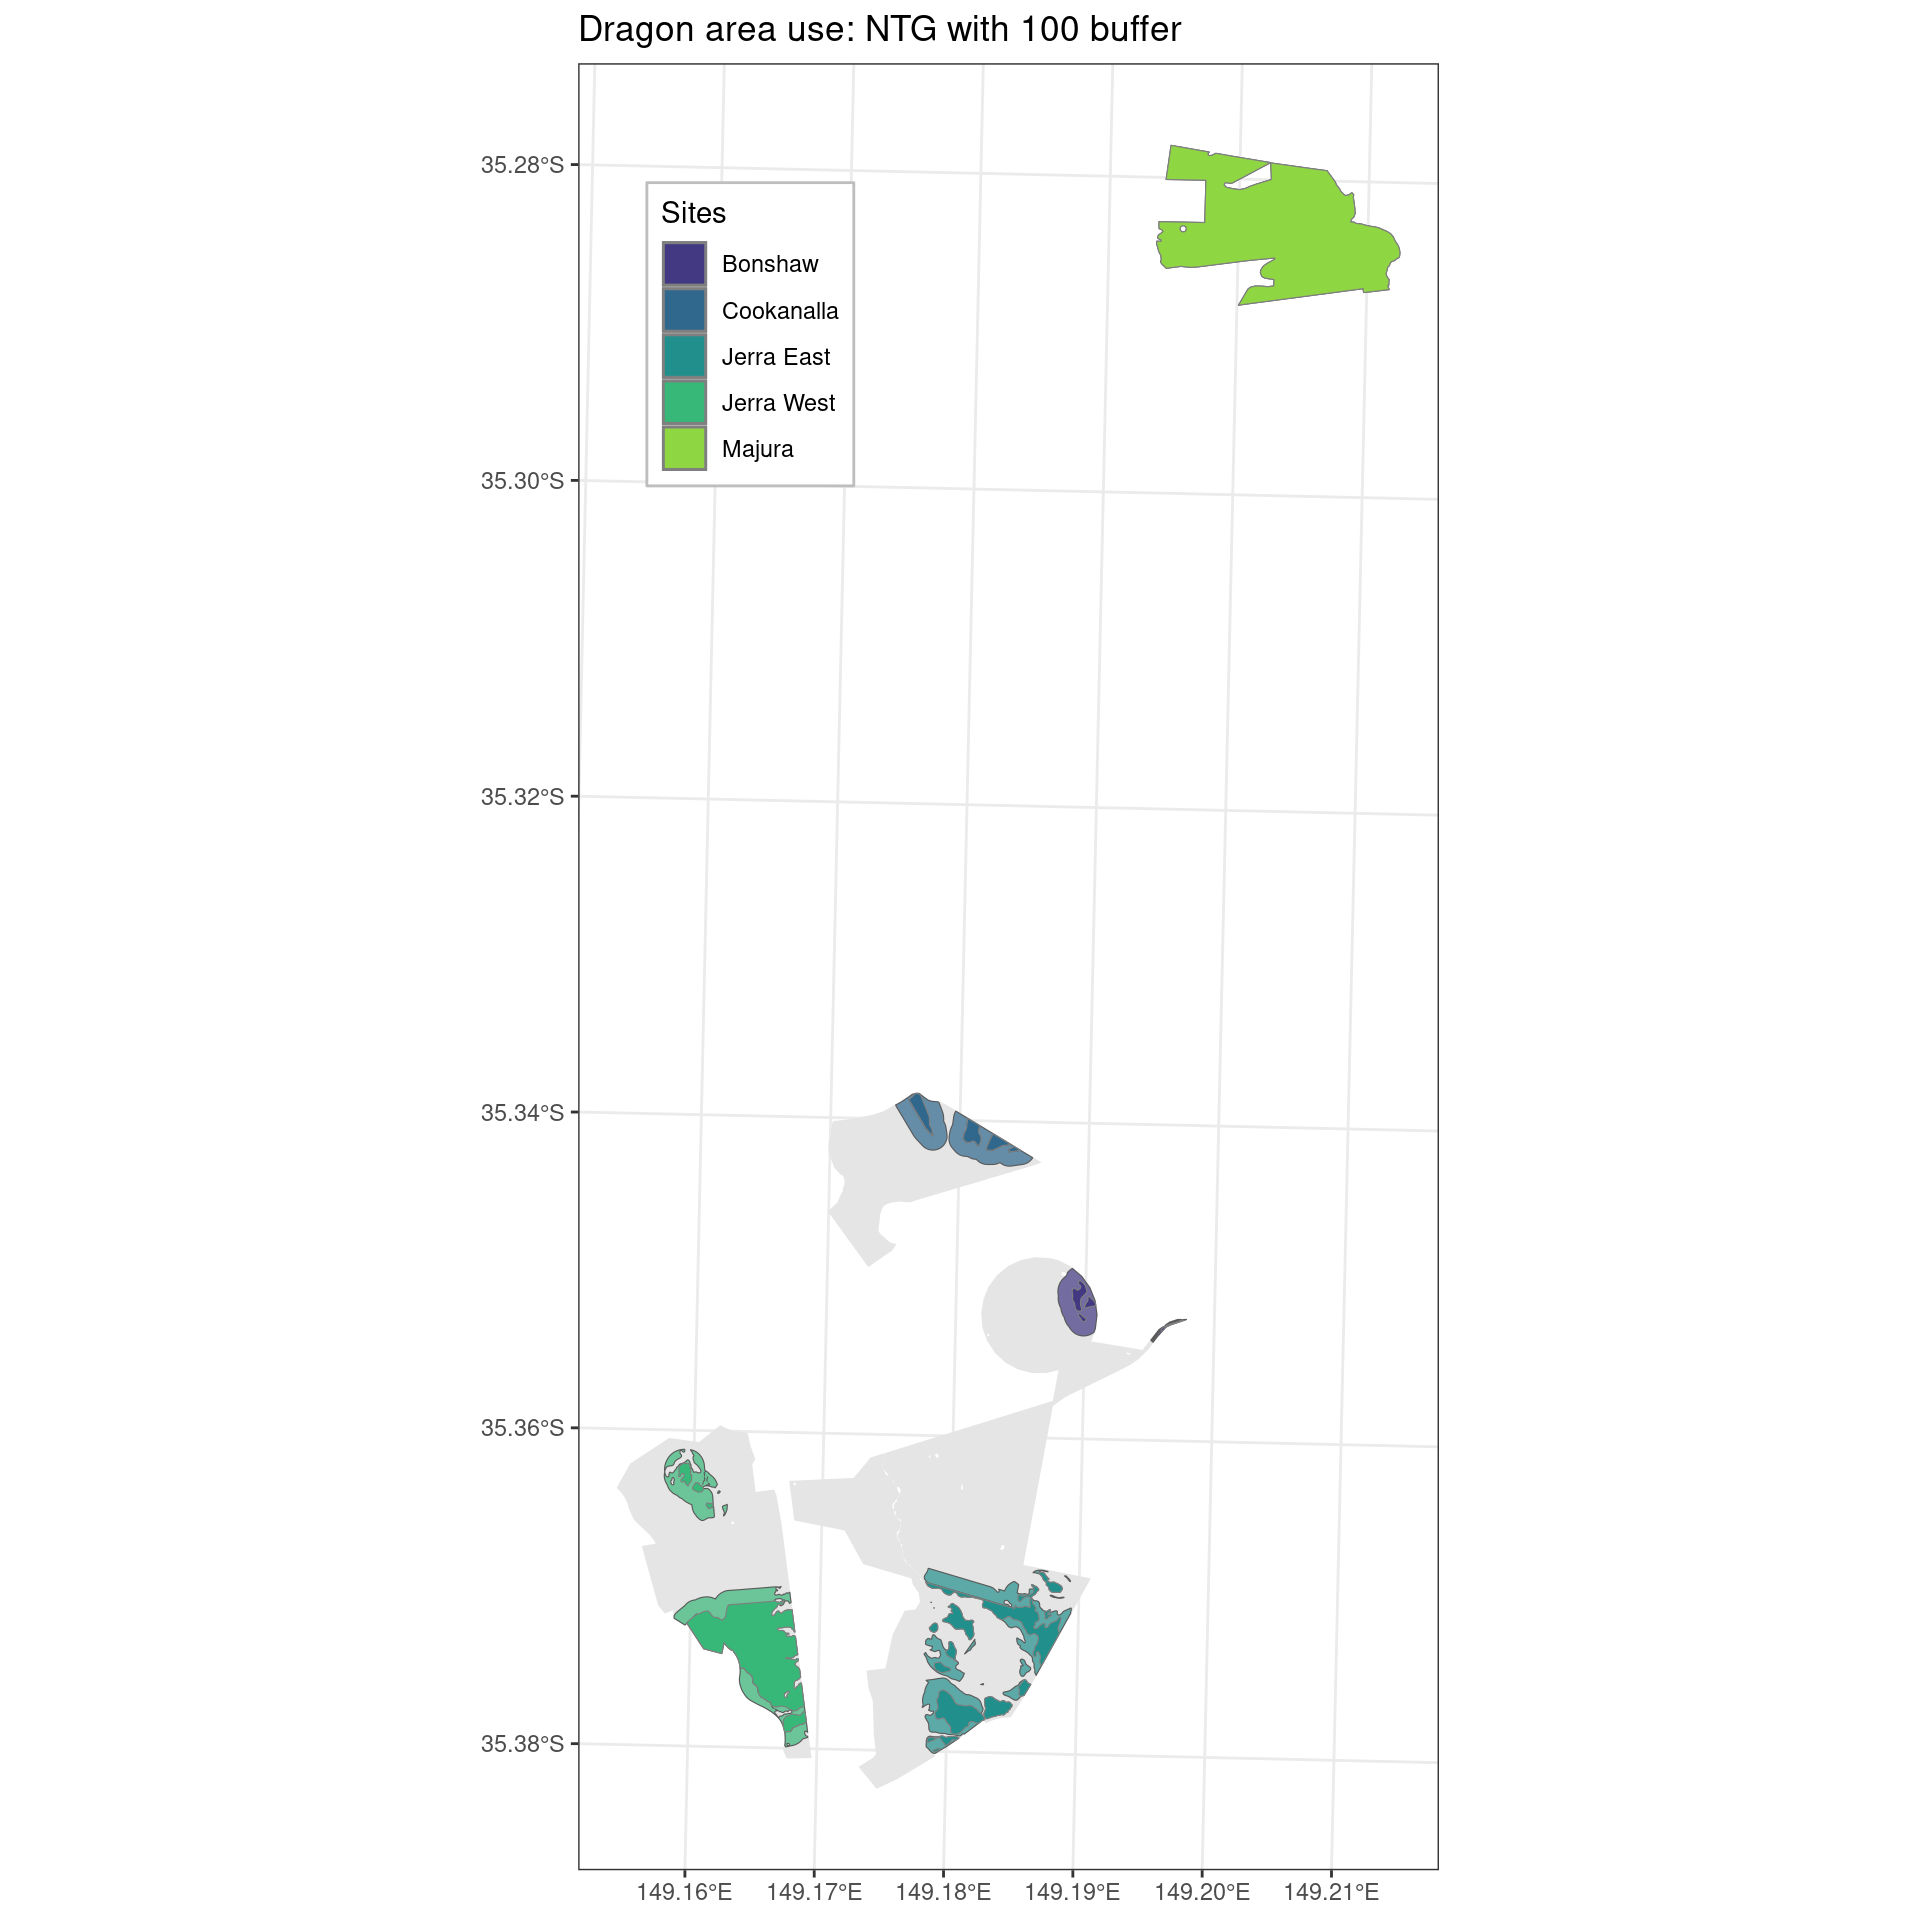 Dragon area use: NTG with 100 buffer
35.28°S
35.30°S
35.32°S
35.34°S
35.36°S
35.38°S
Sites
Bonshaw
Cookanalla
Jerra East
Jerra West
Majura
149.16°E 149.17°E 149.18°E 149.19°E 149.20°E 149.21°E